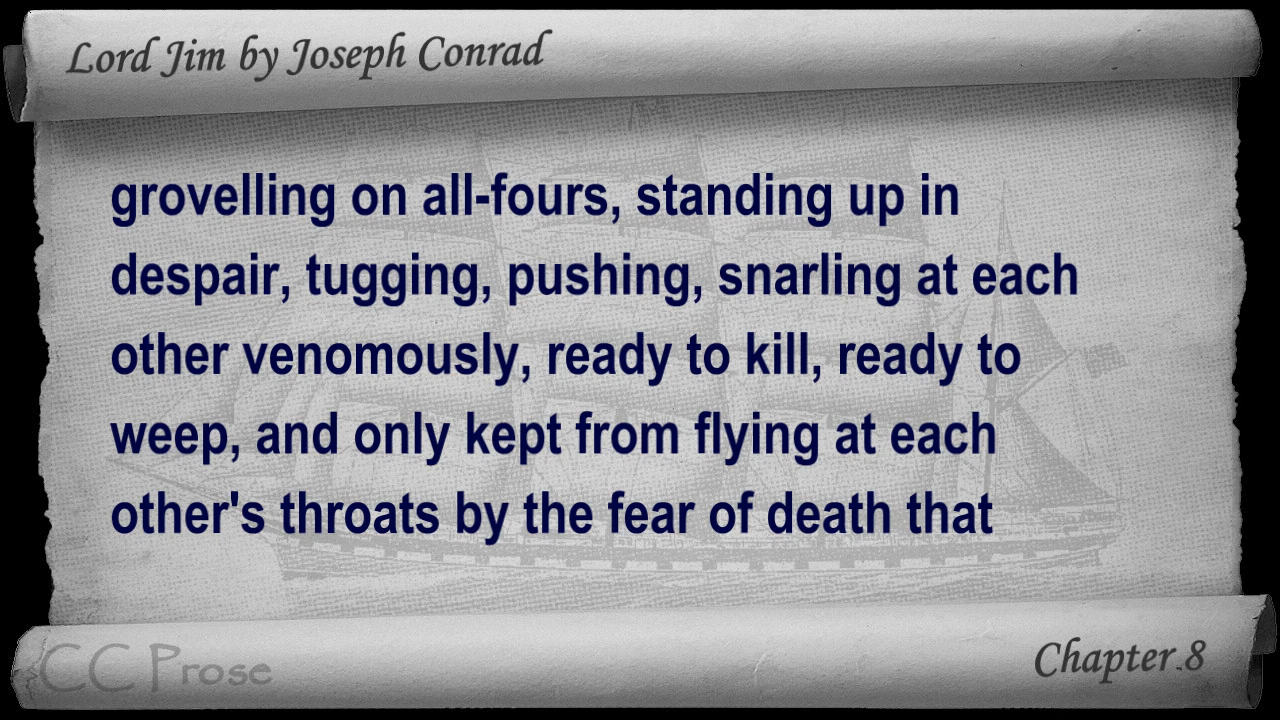 Lord Jim by Joseph Conrad
grovelling on all-fours, standing up in
despair, tugging, pushing, snarling at each
other venomously, ready to kill, ready to
weep, and only kept from flying at each
other's throats by the fear of death that
CC Prose
Chapter 8